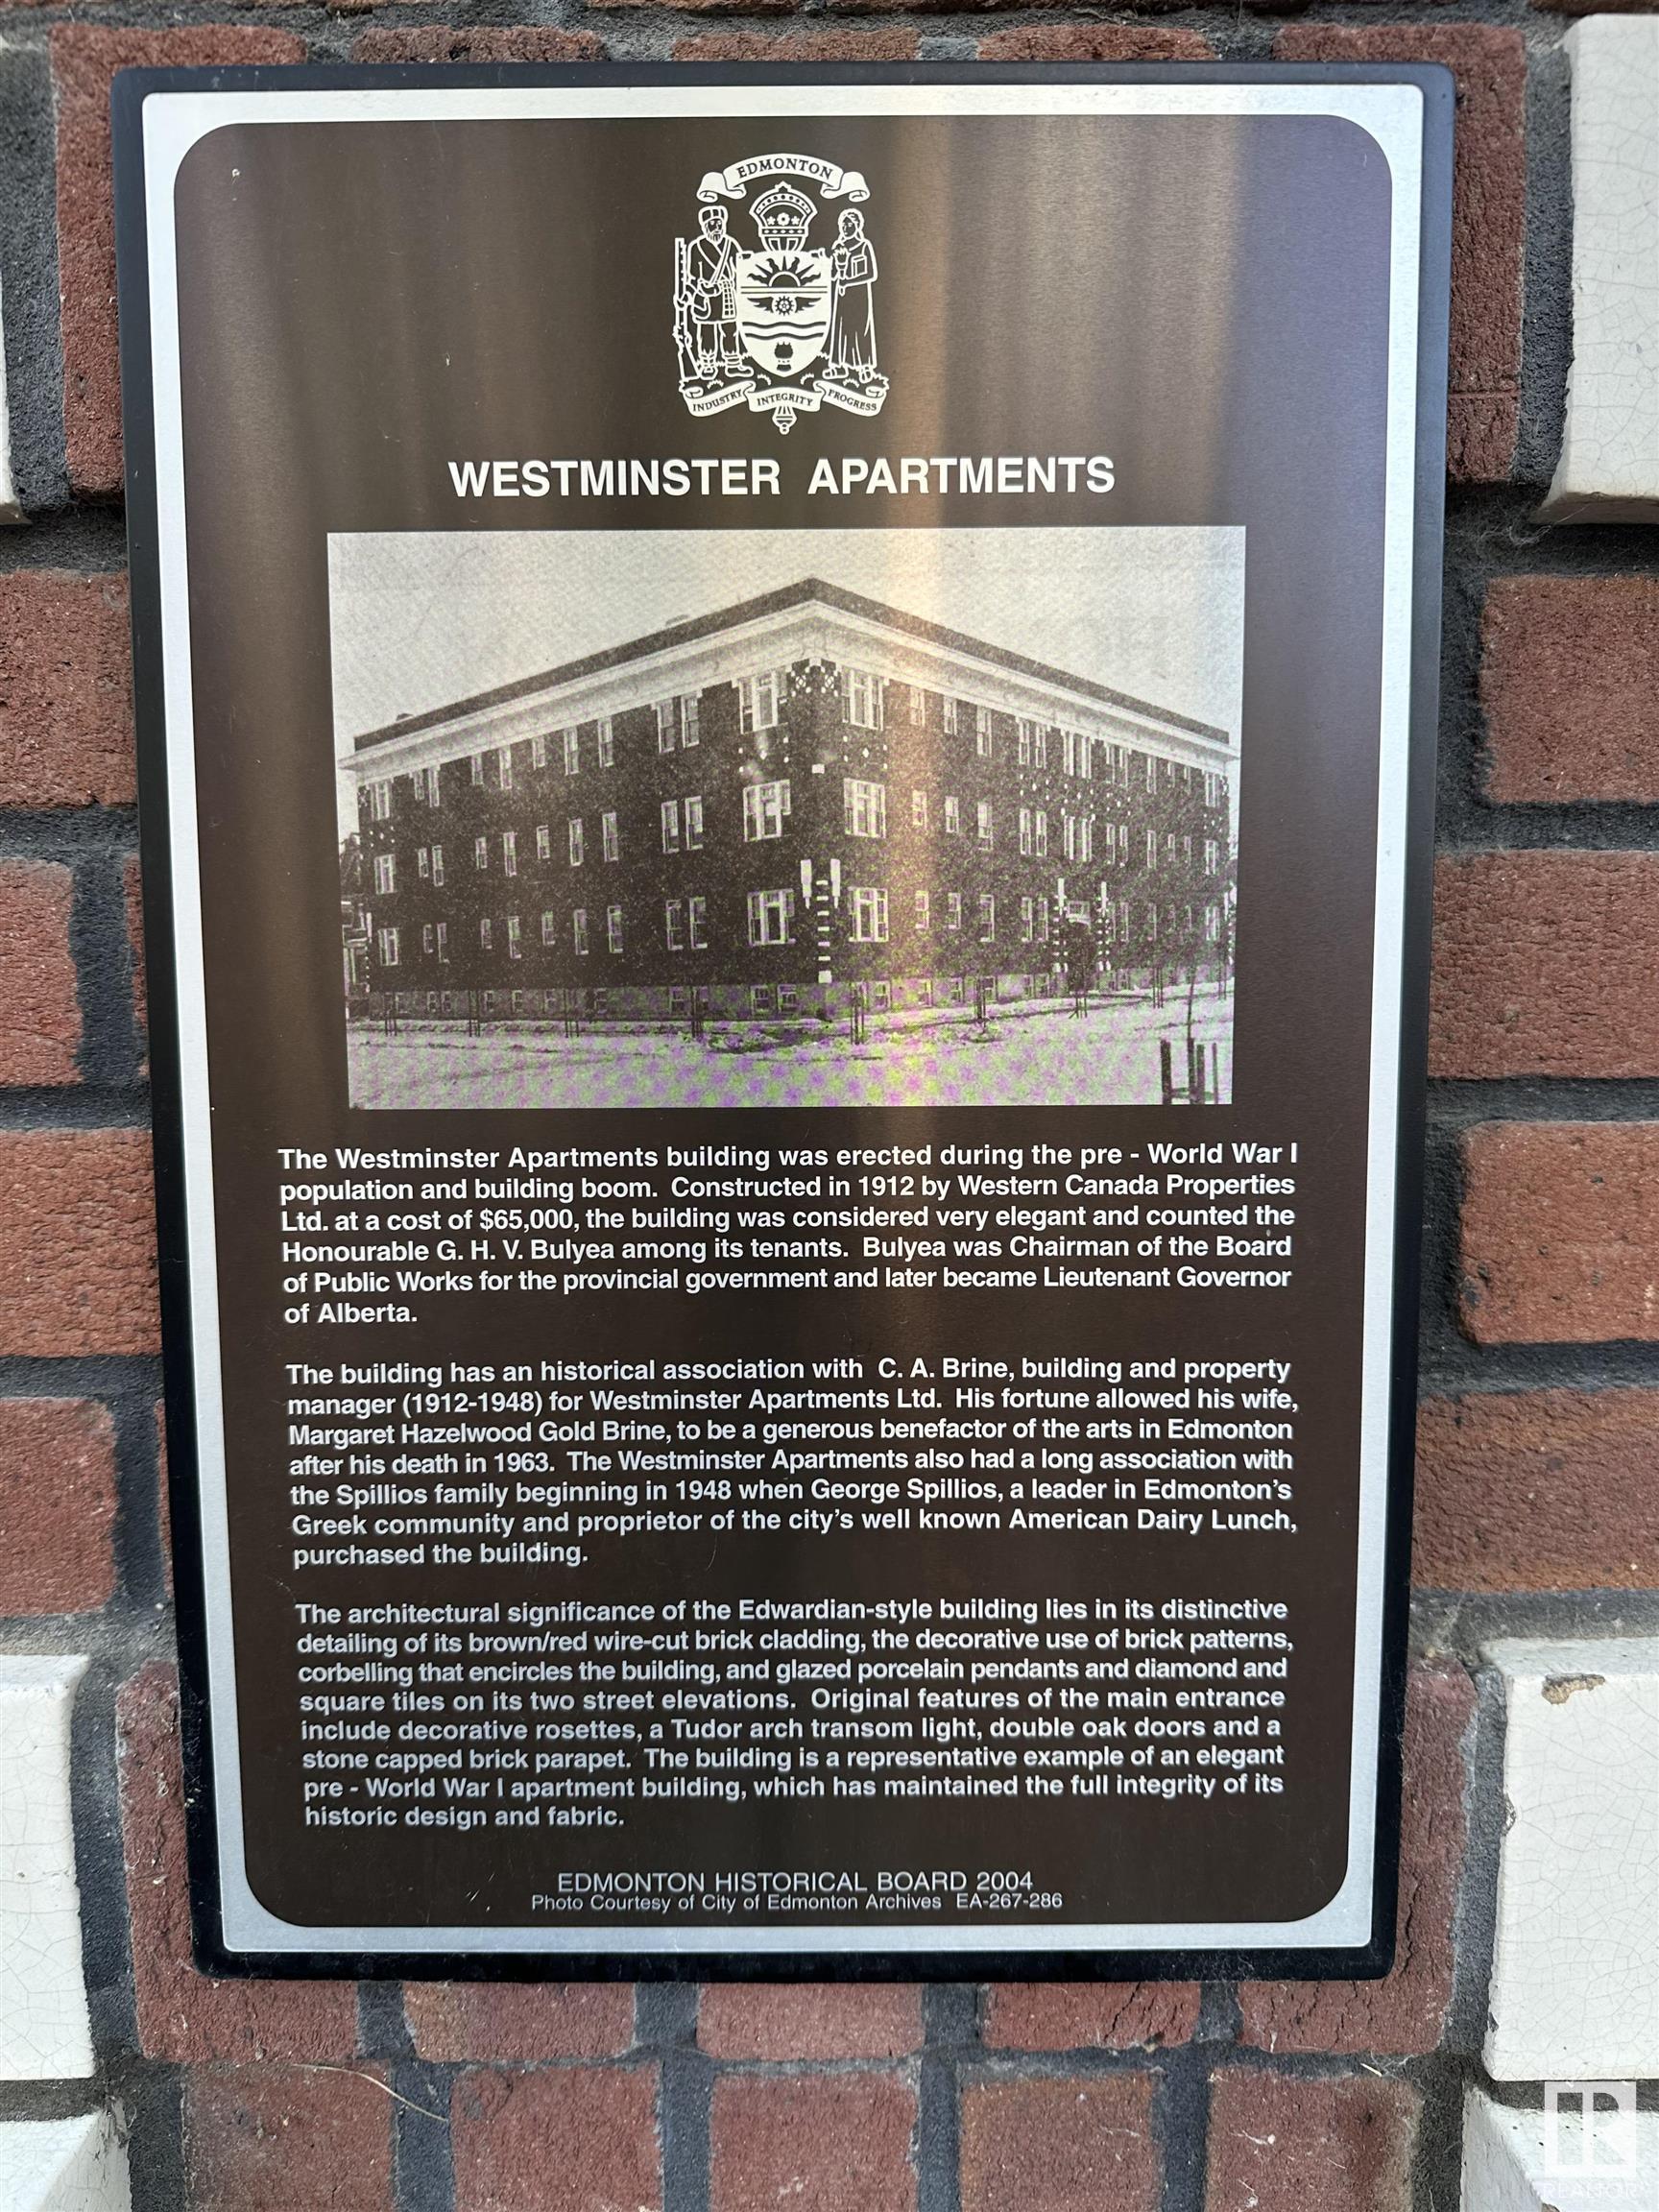 EDMONTON
INDUSTRY INTEGRITY PROGRESS
WESTMINSTER APARTMENTS
The Westminster Apartments building was erected during the pre - World War I
population and building boom. Constructed in 1912 by Western Canada Properties
Ltd. at a cost of $65,000, the building was considered very elegant and counted the
Honourable G. H. V. Bulyea among its tenants. Bulyea was Chairman of the Board
of Public Works for the provincial government and later became Lieutenant Governor
of Alberta.
The building has an historical association with C. A. Brine, building and property
manager (1912-1948) for Westminster Apartments Ltd. His fortune allowed his wife,
Margaret Hazelwood Gold Brine, to be a generous benefactor of the arts in Edmonton
after his death in 1963. The Westminster Apartments also had a long association with
the Spillios family beginning in 1948 when George Spillios, a leader in Edmonton's
Greek community and proprietor of the city's well known American Dairy Lunch,
purchased the building.
The architectural significance of the Edwardian-style building lies in its distinctive
detailing of its brown/red wire-cut brick cladding, the decorative use of brick patterns,
corbelling that encircles the building, and glazed porcelain pendants and diamond and
square tiles on its two street elevations. Original features of the main entrance
include decorative rosettes, a Tudor arch transom light, double oak doors and a
stone capped brick parapet. The building is a representative example of an elegant
pre - World War I apartment building, which has maintained the full integrity of its
historic design and fabric.
EDMONTON HISTORICAL BOARD 2004
Photo Courtesy of City of Edmonton Archives EA-267-286
REALTOR